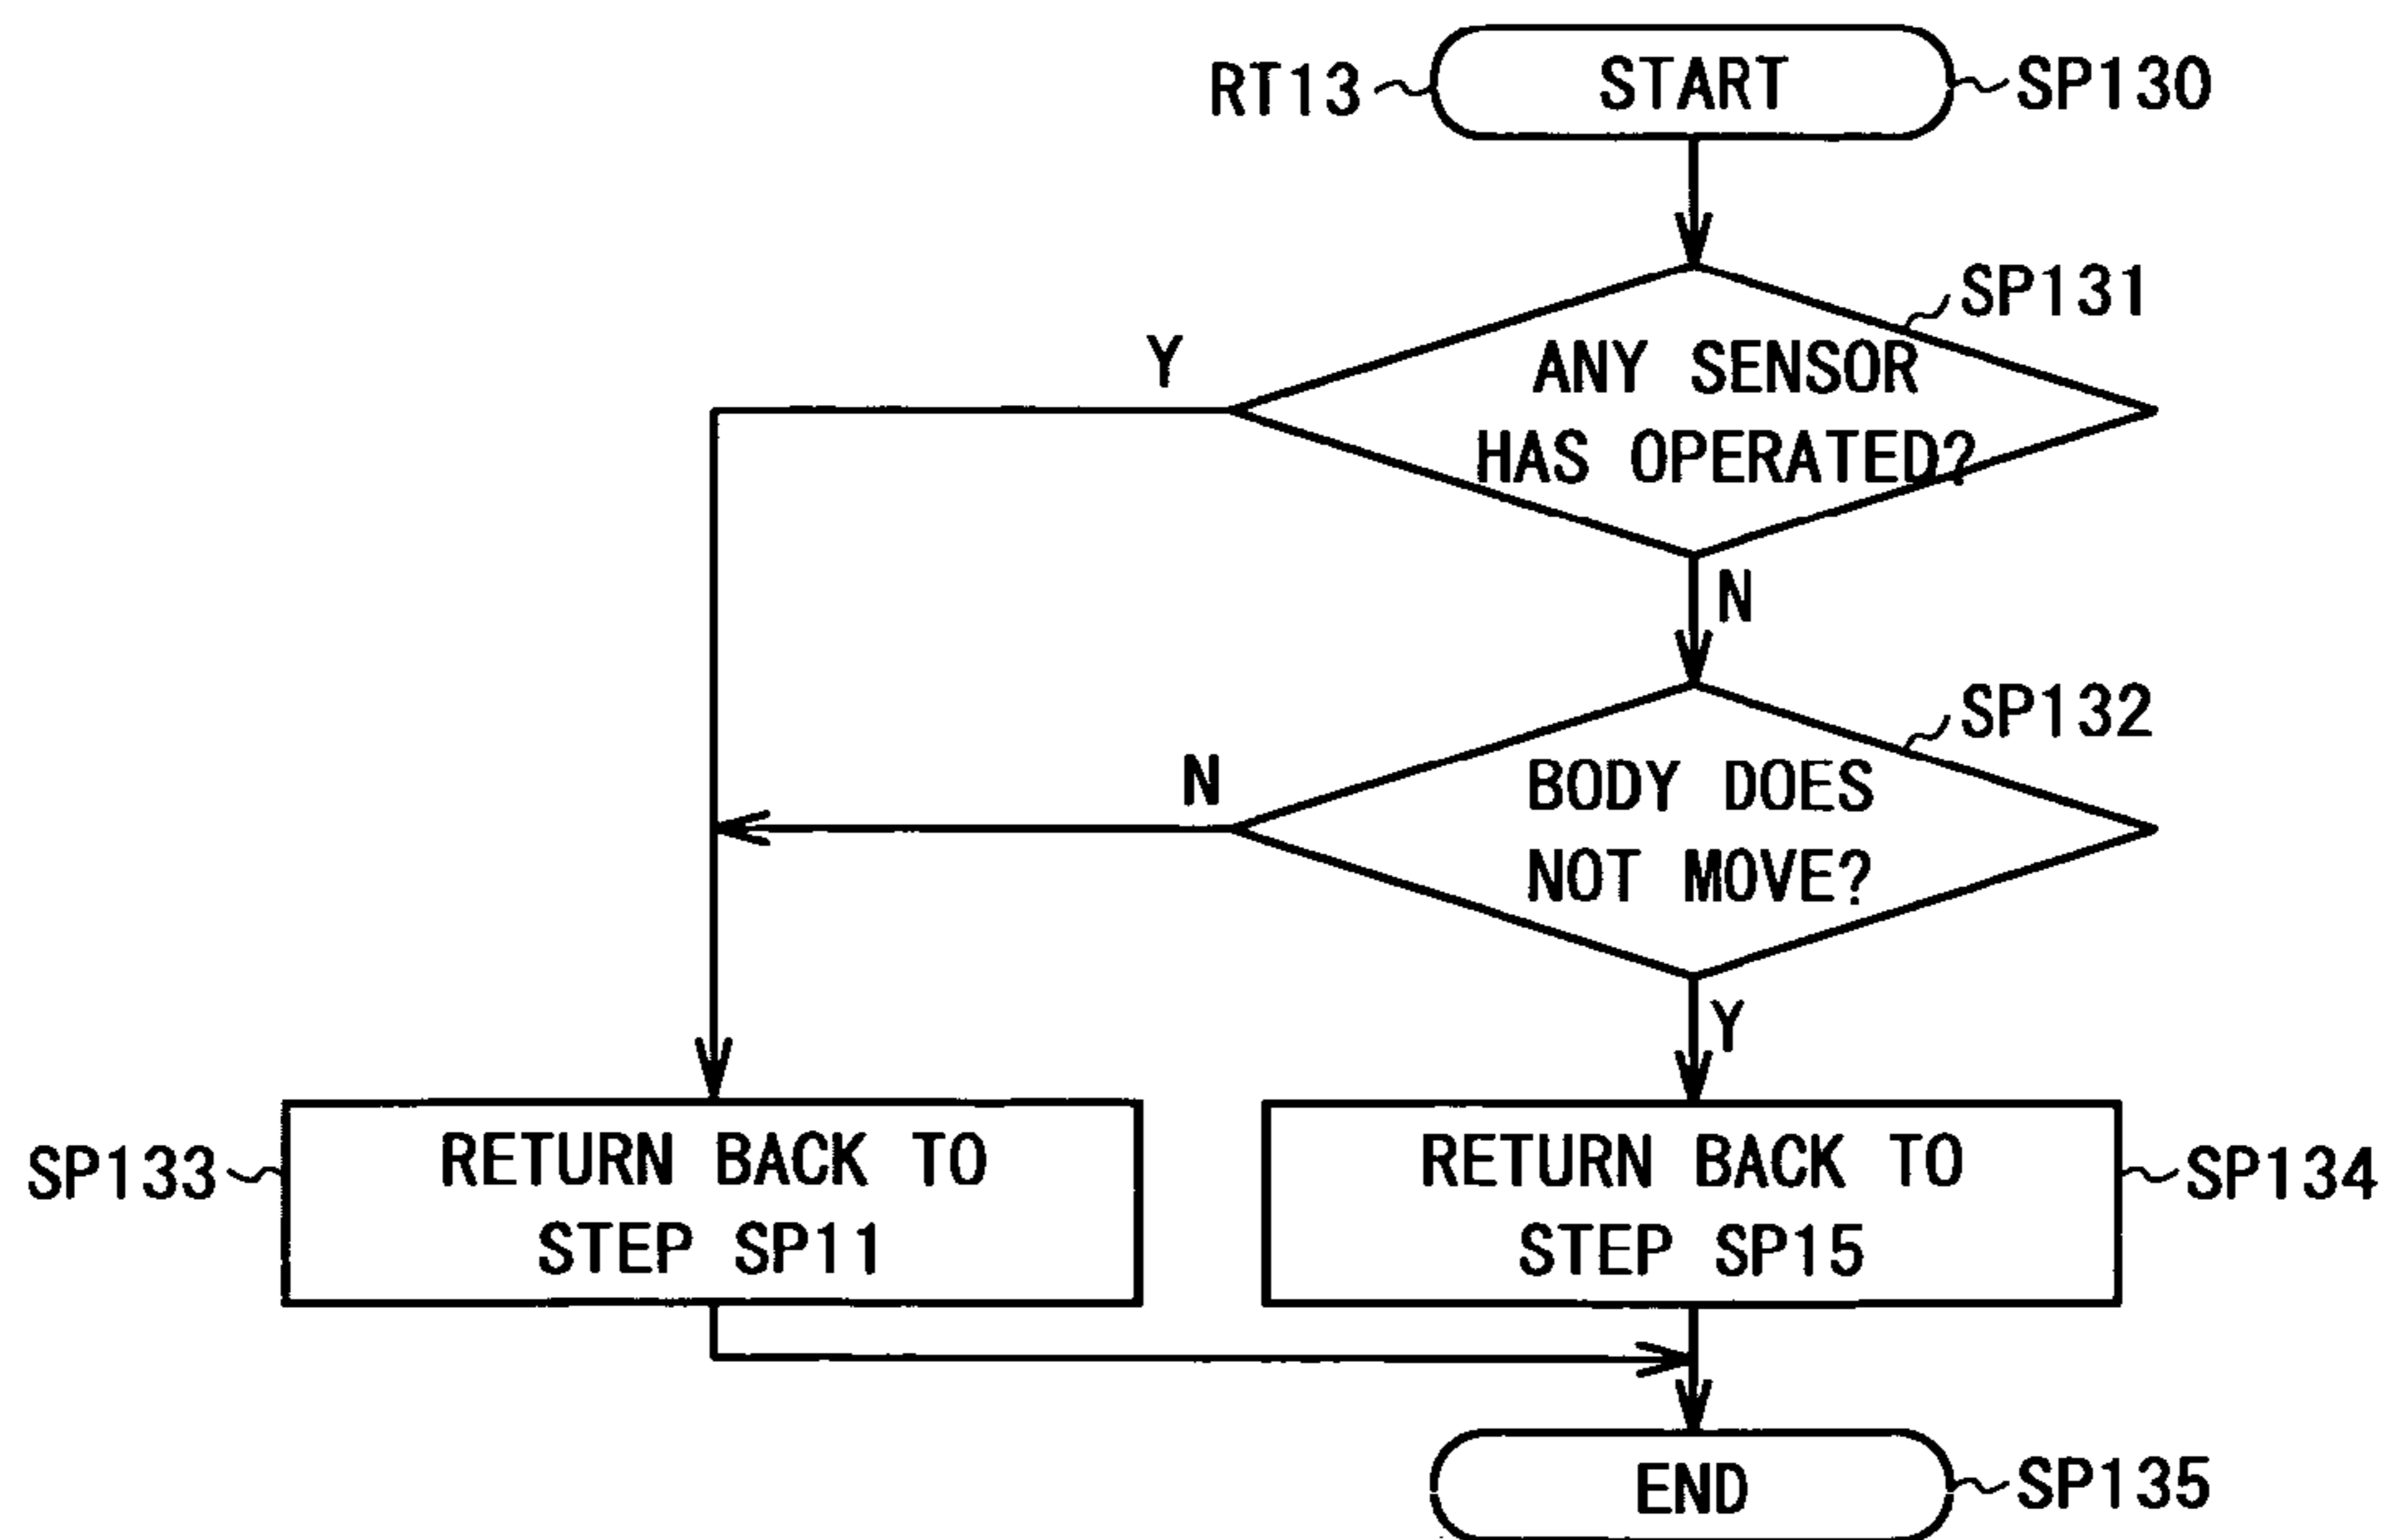 RT13
START
SP130
SP131
Y
ANY SENSOR
HAS OPERATED?
N
SP132
N
BODY DOES
NOT MOVE?
Y
SP133
RETURN BACK TO
STEP SP11
RETURN BACK TO
STEP SP15
SP134
END
SP135